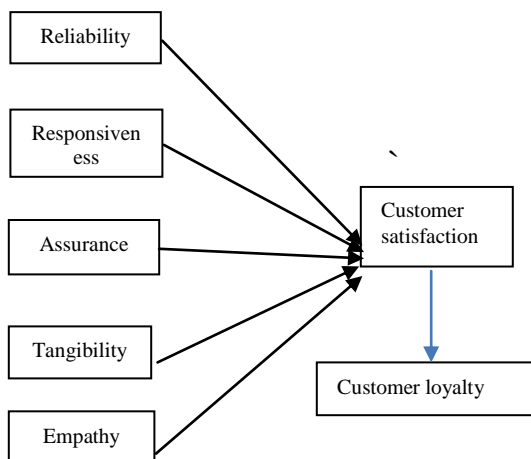 Reliability
Responsiven
ess
`
Customer
satisfaction
Assurance
Tangibility
Customer loyalty
Empathy